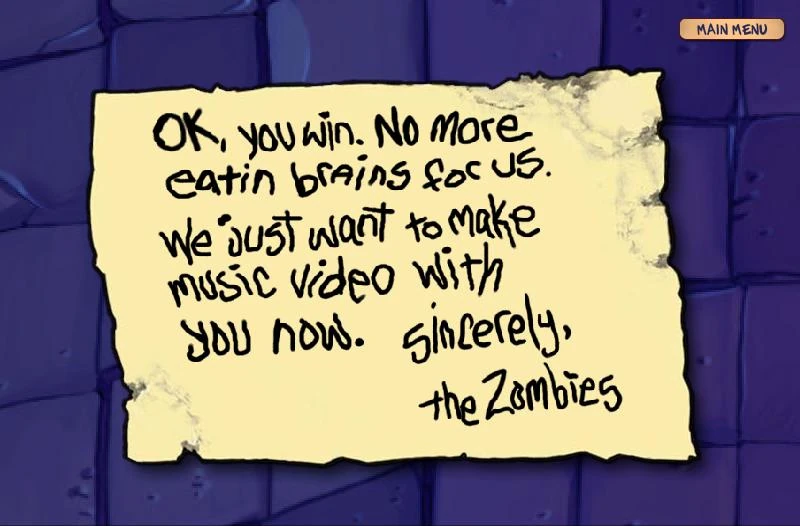 MAIN MENU
OK, you win. No More
eatin brains for us.
We just want to make
music video with
you now. Sincerely,
the Zombies